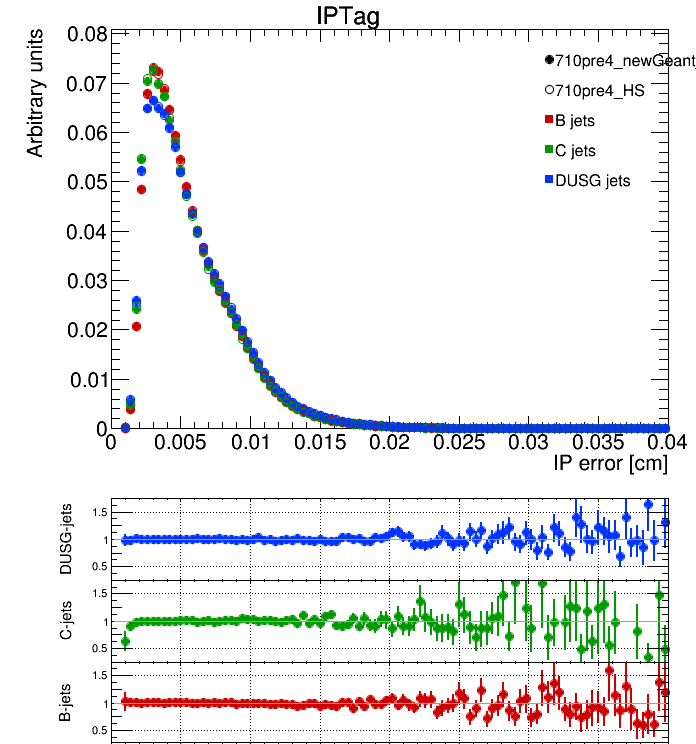 IPTag
Arbitrary units
0.08
0.07
0.06
0.05
0.04
0.03
0.02
0.01
0
710pre4_newGeant
710pre4_HS
B jets
C jets
DUSG jets
0 0.005 0.01 0.015 0.02 0.025 0.03 0.035 0.04
IP error [cm]
DUSG-jets
1.5
1
0.5
C-jets
1.5
1
0.5
B-jets
1.5
1
0.5